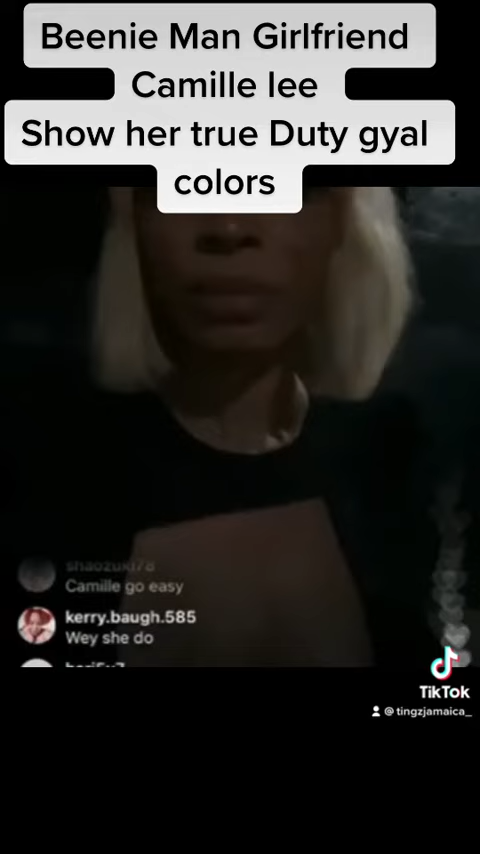 Beenie Man Girlfriend
Camille lee
Show her true Duty gyal
colors
shaozuki78
Camille go easy
kerry.baugh.585
Wey she do
TikTok
@tingzjamaica_